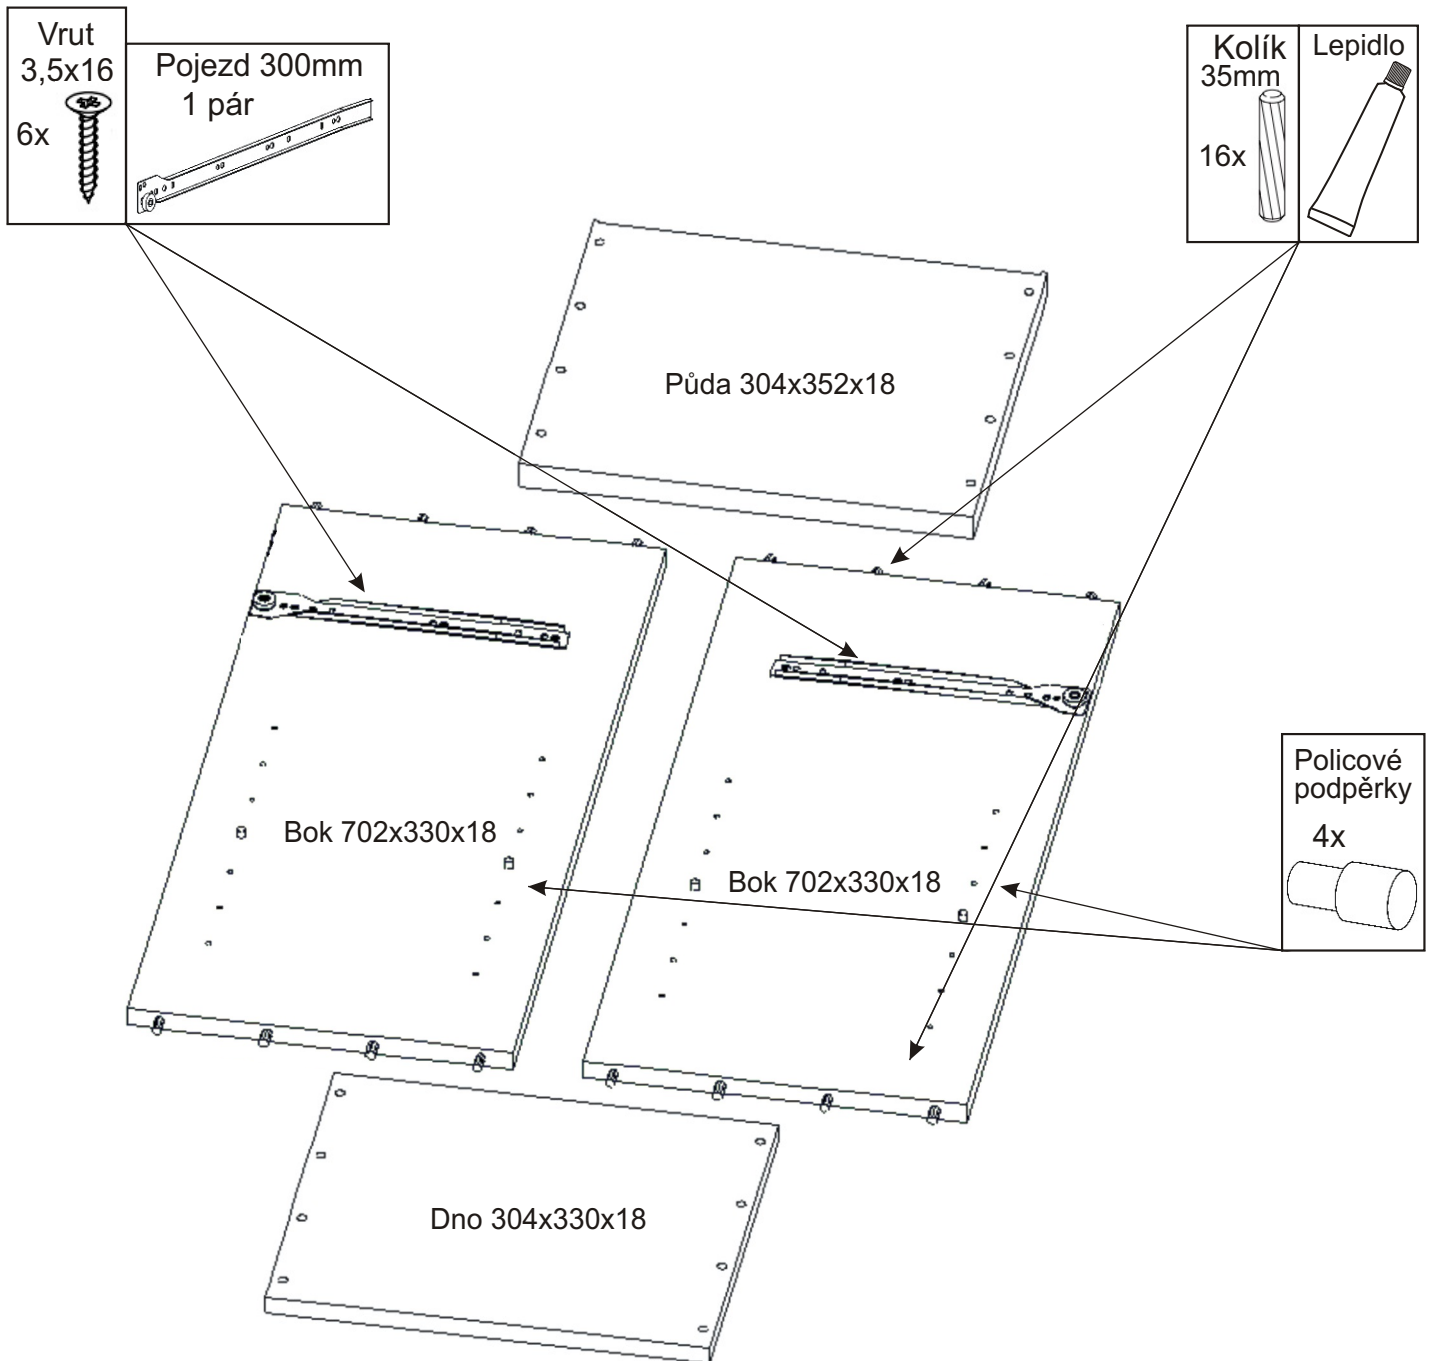 Vrut
3,5x16
6x
Pojezd 300mm
1 pár
Kolík
35mm
16x
Lepidlo
Půda 304x352x18
Bok 702x330x18
Bok 702x330x18
Policové
podpěrky
4x
Dno 304x330x18